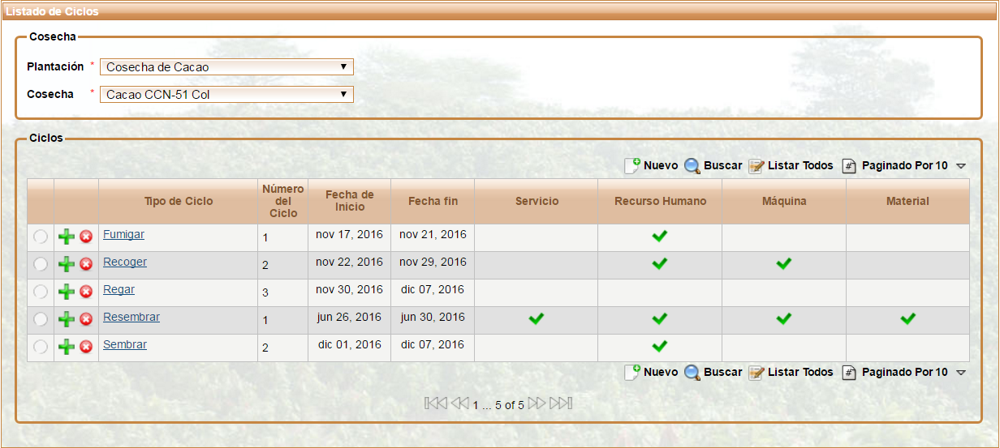 Listado de Ciclos
Cosecha
Plantación * Cosecha de Cacao
Cosecha * Cacao CCN-51 Col
Ciclos
Nuevo Buscar Listar Todos # Paginado Por 10
Tipo de Ciclo Número del Ciclo Fecha de Inicio Fecha fin Servicio Recurso Humano Máquina Material
Fumigar 1 nov 17, 2016 nov 21, 2016
Recoger 2 nov 22, 2016 nov 29, 2016
Regar 3 nov 30, 2016 dic 07, 2016
Resembrar 1 jun 26, 2016 jun 30, 2016
Sembrar 2 dic 01, 2016 dic 07, 2016
Nuevo Buscar Listar Todos # Paginado Por 10
1 ... 5 of 5